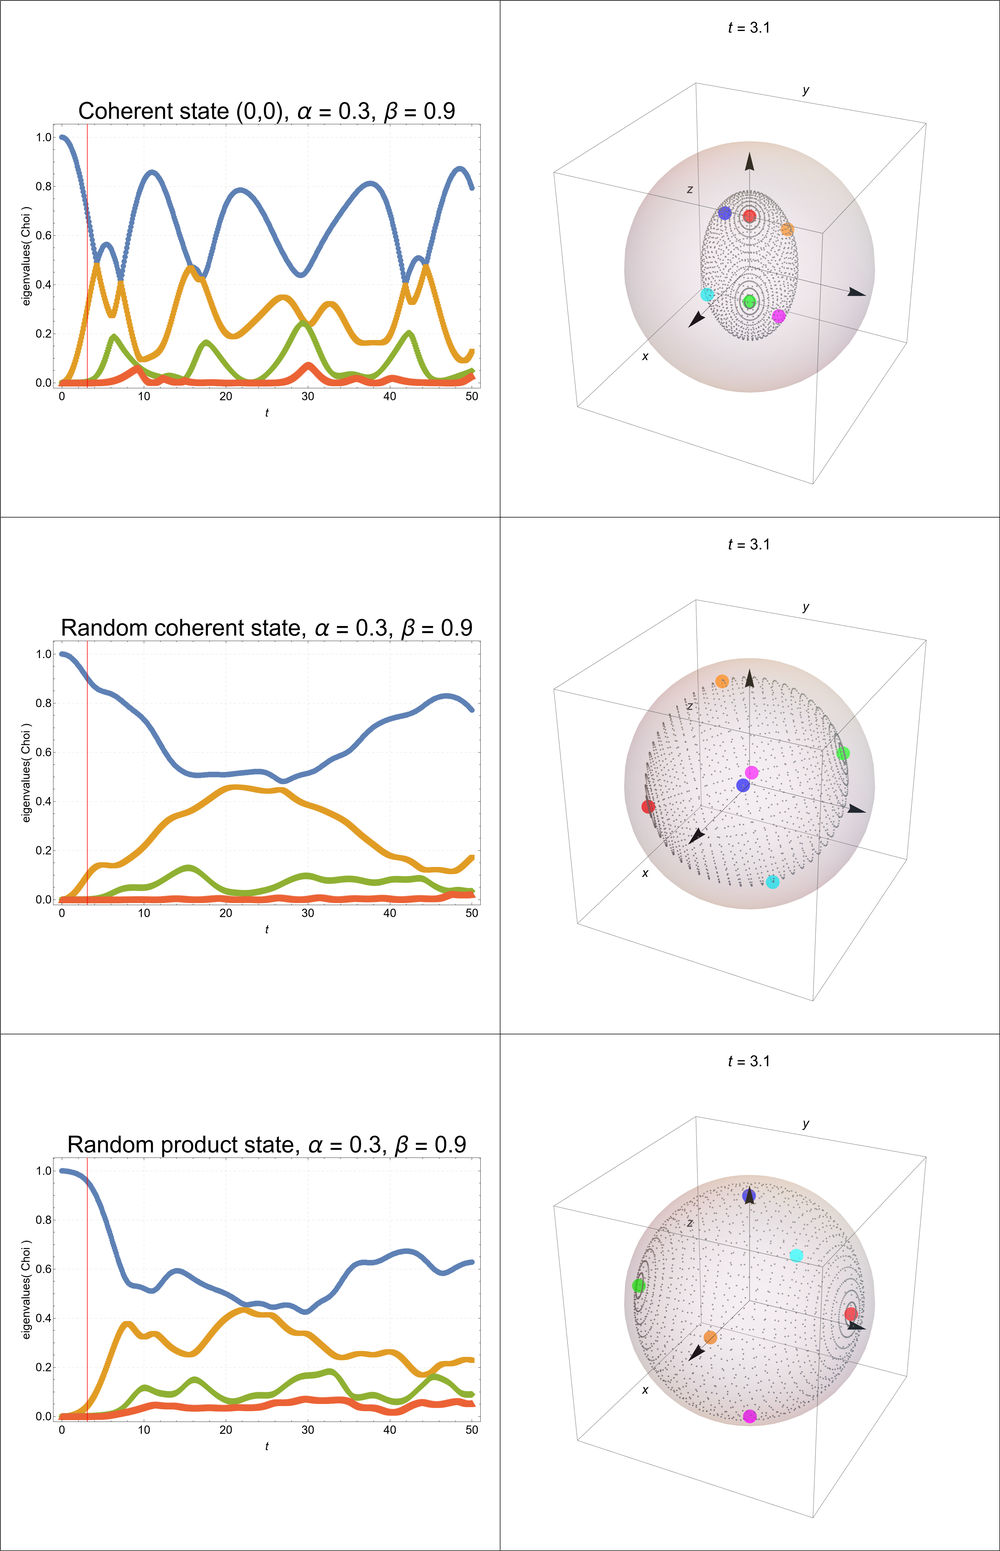 Coherent state (0,0), α = 0.3, β = 0.9
eigenvalues( Choi )
1.0
0.8
0.6
0.4
0.2
0.0
0 10 20 30 40 50
t
t = 3.1
y
z
x
Random coherent state, α = 0.3, β = 0.9
eigenvalues( Choi )
1.0
0.8
0.6
0.4
0.2
0.0
0 10 20 30 40 50
t
t = 3.1
y
z
x
Random product state, α = 0.3, β = 0.9
eigenvalues( Choi )
1.0
0.8
0.6
0.4
0.2
0.0
0 10 20 30 40 50
t
t = 3.1
y
z
x